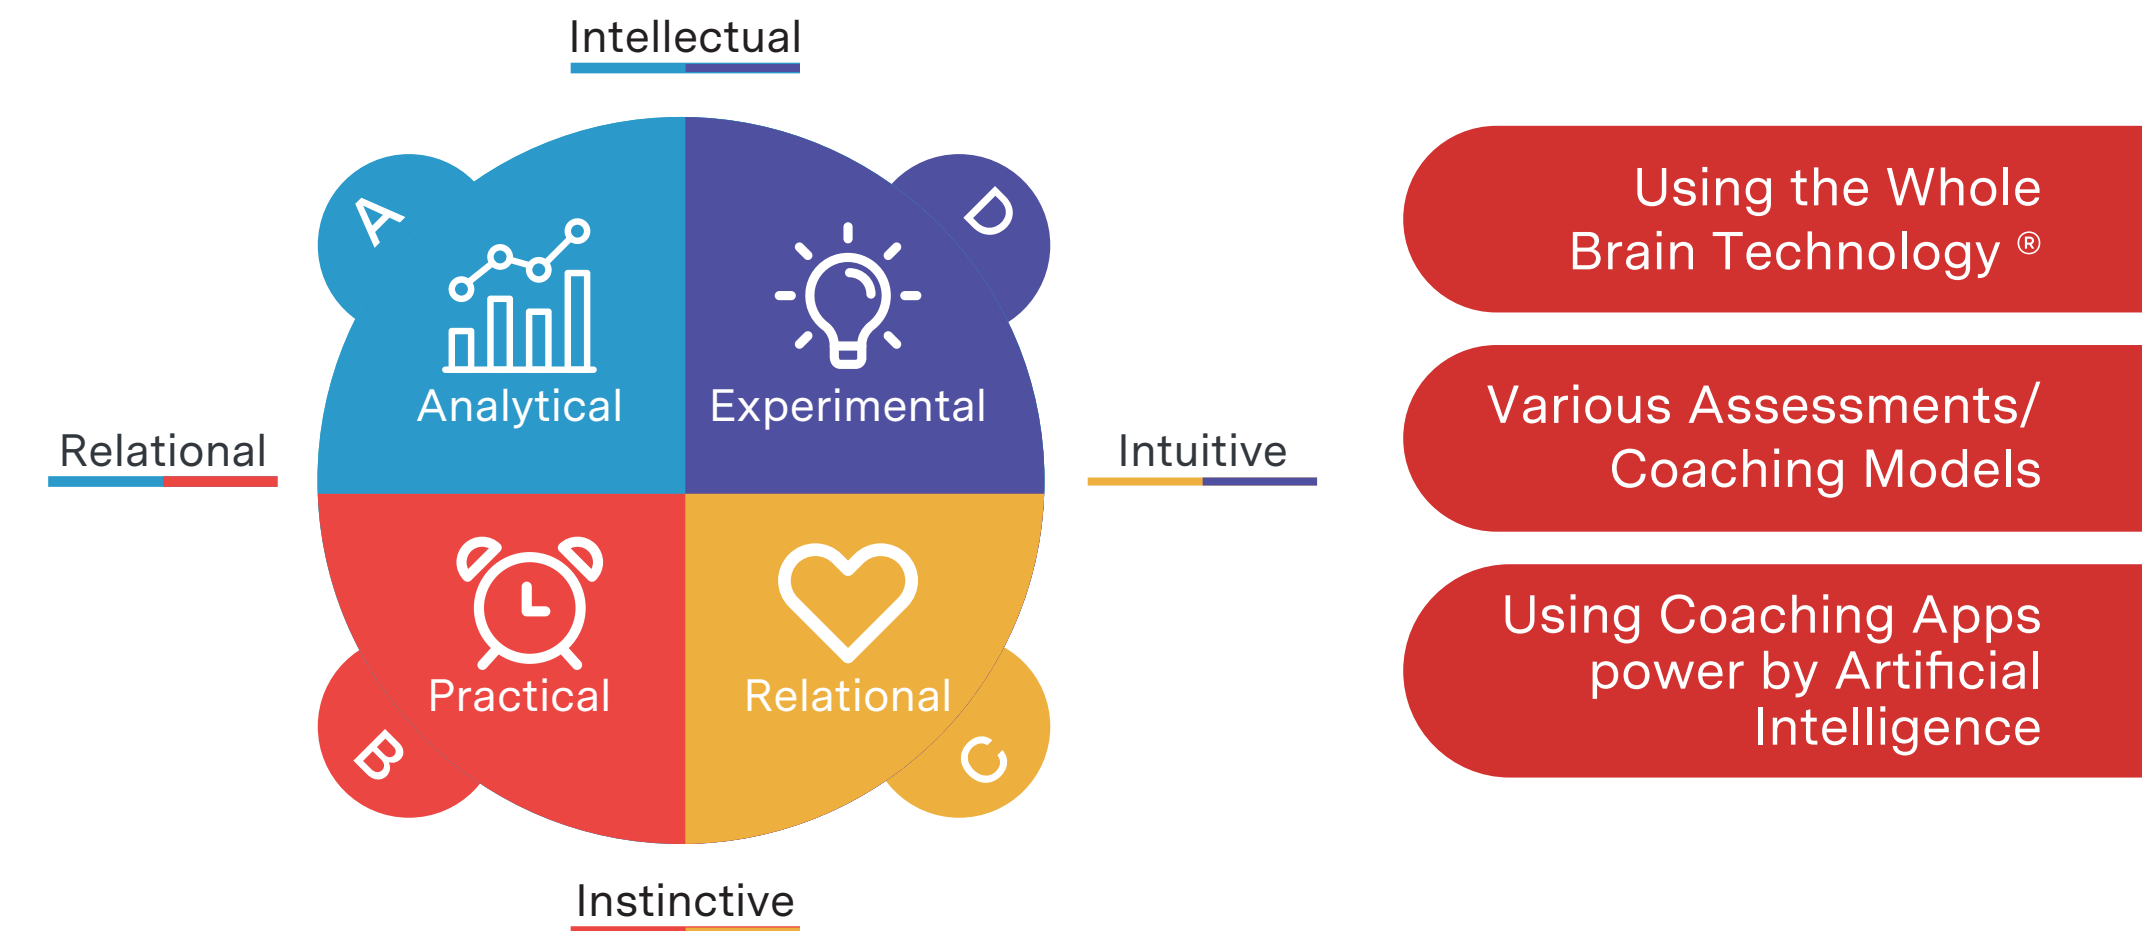 Intellectual
A
D
Analytical
Experimental
Relational
Intuitive
Practical
Relational
B
C
Instinctive
Using the Whole
Brain Technology ®
Various Assessments/
Coaching Models
Using Coaching Apps
power by Artificial
Intelligence